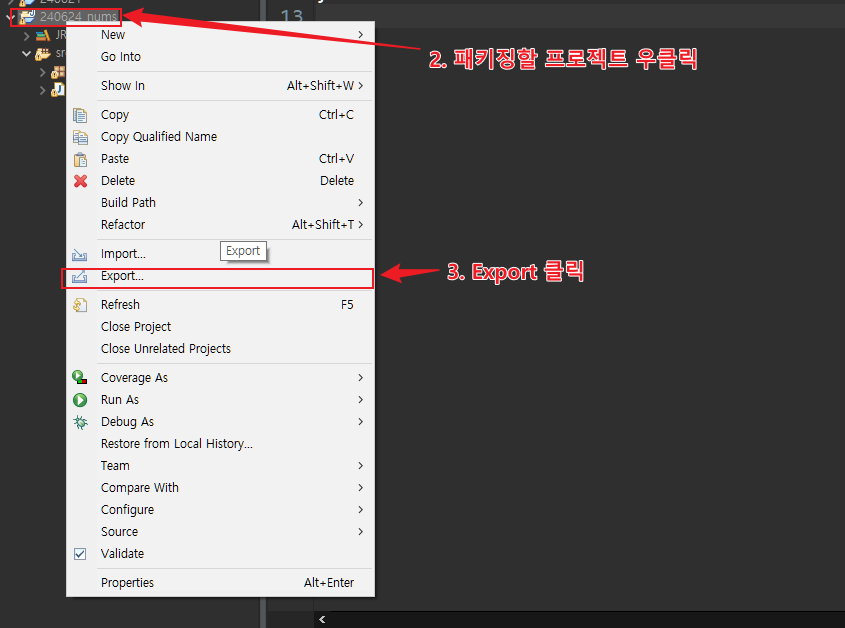 240624_nums
13
2. 패키징할 프로젝트 우클릭
JR
src
New
Go Into
Show In Alt+Shift+W
Copy Ctrl+C
Copy Qualified Name
Paste Ctrl+V
Delete Delete
Build Path
Refactor Alt+Shift+T
Import...
Export
Export...
3. Export 클릭
Refresh F5
Close Project
Close Unrelated Projects
Coverage As
Run As
Debug As
Restore from Local History...
Team
Compare With
Configure
Source
Validate
Properties Alt+Enter